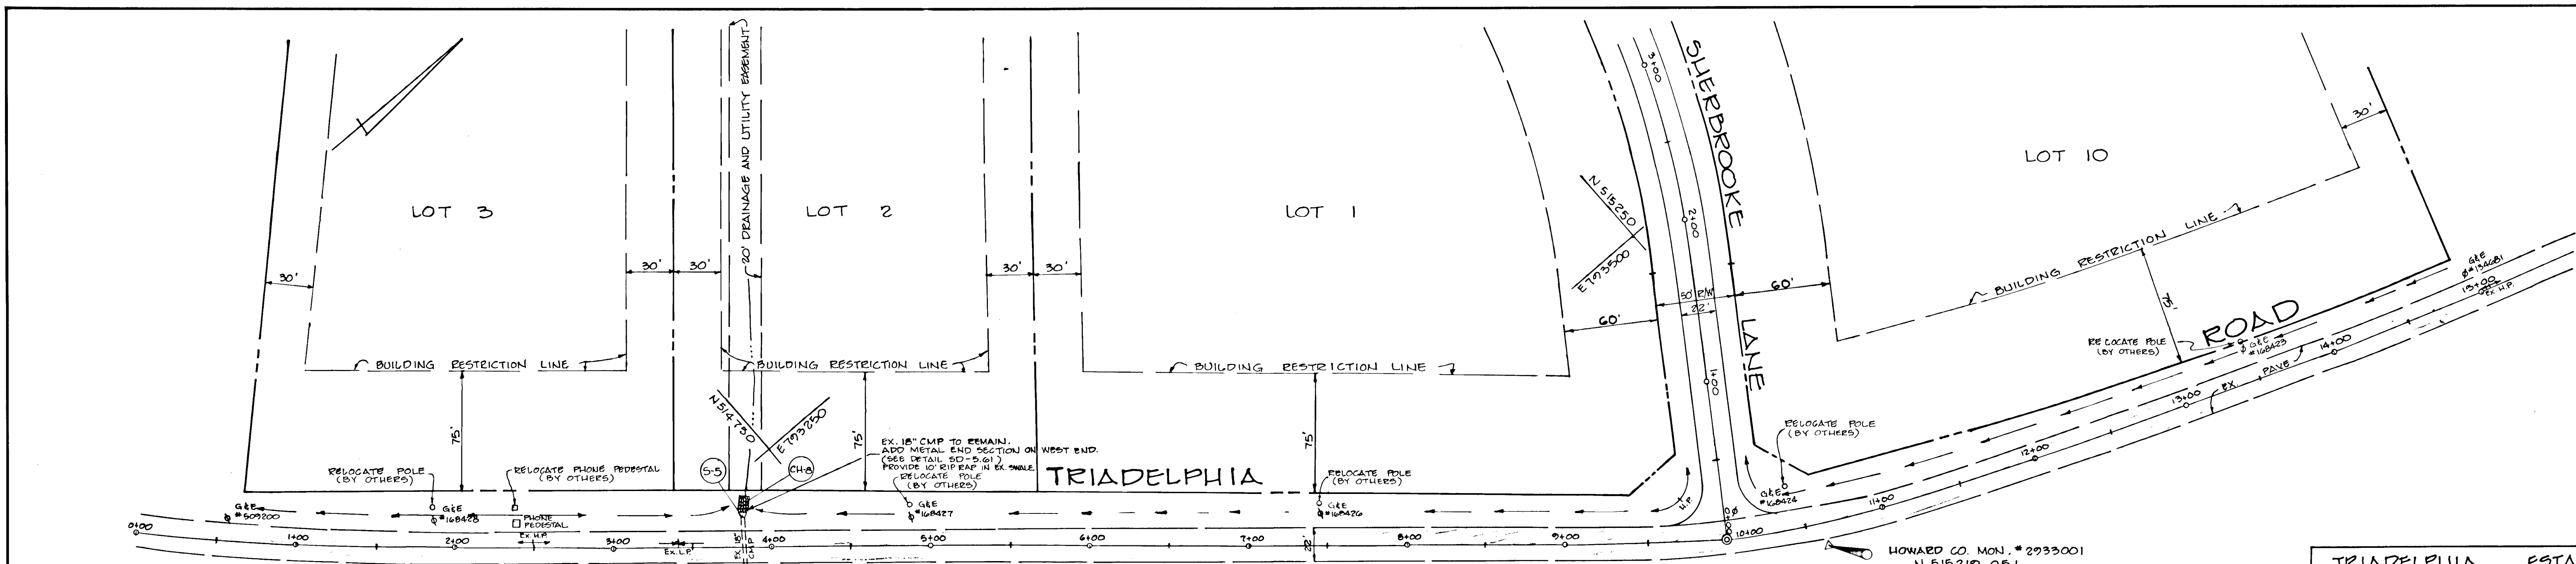 SHERBROOKE
LANE
3+00
2+00
1+00
0+00
LOT 3
LOT 2
LOT 1
LOT 10
20' DRAINAGE AND UTILITY EASEMENT
30'
30'
30'
30'
30'
30'
N 515250
E 793500
50' R/W
22'
60'
60'
BUILDING RESTRICTION LINE
BUILDING RESTRICTION LINE
BUILDING RESTRICTION LINE
BUILDING RESTRICTION LINE
75'
75'
75'
75'
N 514750
E 793250
S-5
CH-8
EX. 18" CMP TO REMAIN.
ADD METAL END SECTION ON WEST END.
(SEE DETAIL SD-5.61)
PROVIDE 10' RIP RAP IN EX. SWALE
RELOCATE POLE
(BY OTHERS)
TRIADELPHIA
ROAD
RELOCATE POLE
(BY OTHERS)
RELOCATE PHONE PEDESTAL
(BY OTHERS)
RELOCATE POLE
(BY OTHERS)
RELOCATE POLE
(BY OTHERS)
RELOCATE POLE
(BY OTHERS)
G&E
#509200
G&E
#168428
PHONE
PEDESTAL
G&E
#168427
G&E
#168426
G&E
#168424
G&E
#168423
G&E
#134681
EX. H.P.
EX. H.P.
EX. L.P.
EX. 18"
CMP
H.P.
22'
EX. PAVE
0+00
1+00
2+00
3+00
4+00
5+00
6+00
7+00
8+00
9+00
10+00
11+00
12+00
13+00
14+00
15+00
HOWARD CO. MON. #2933001
TRIADELPHIA ESTA